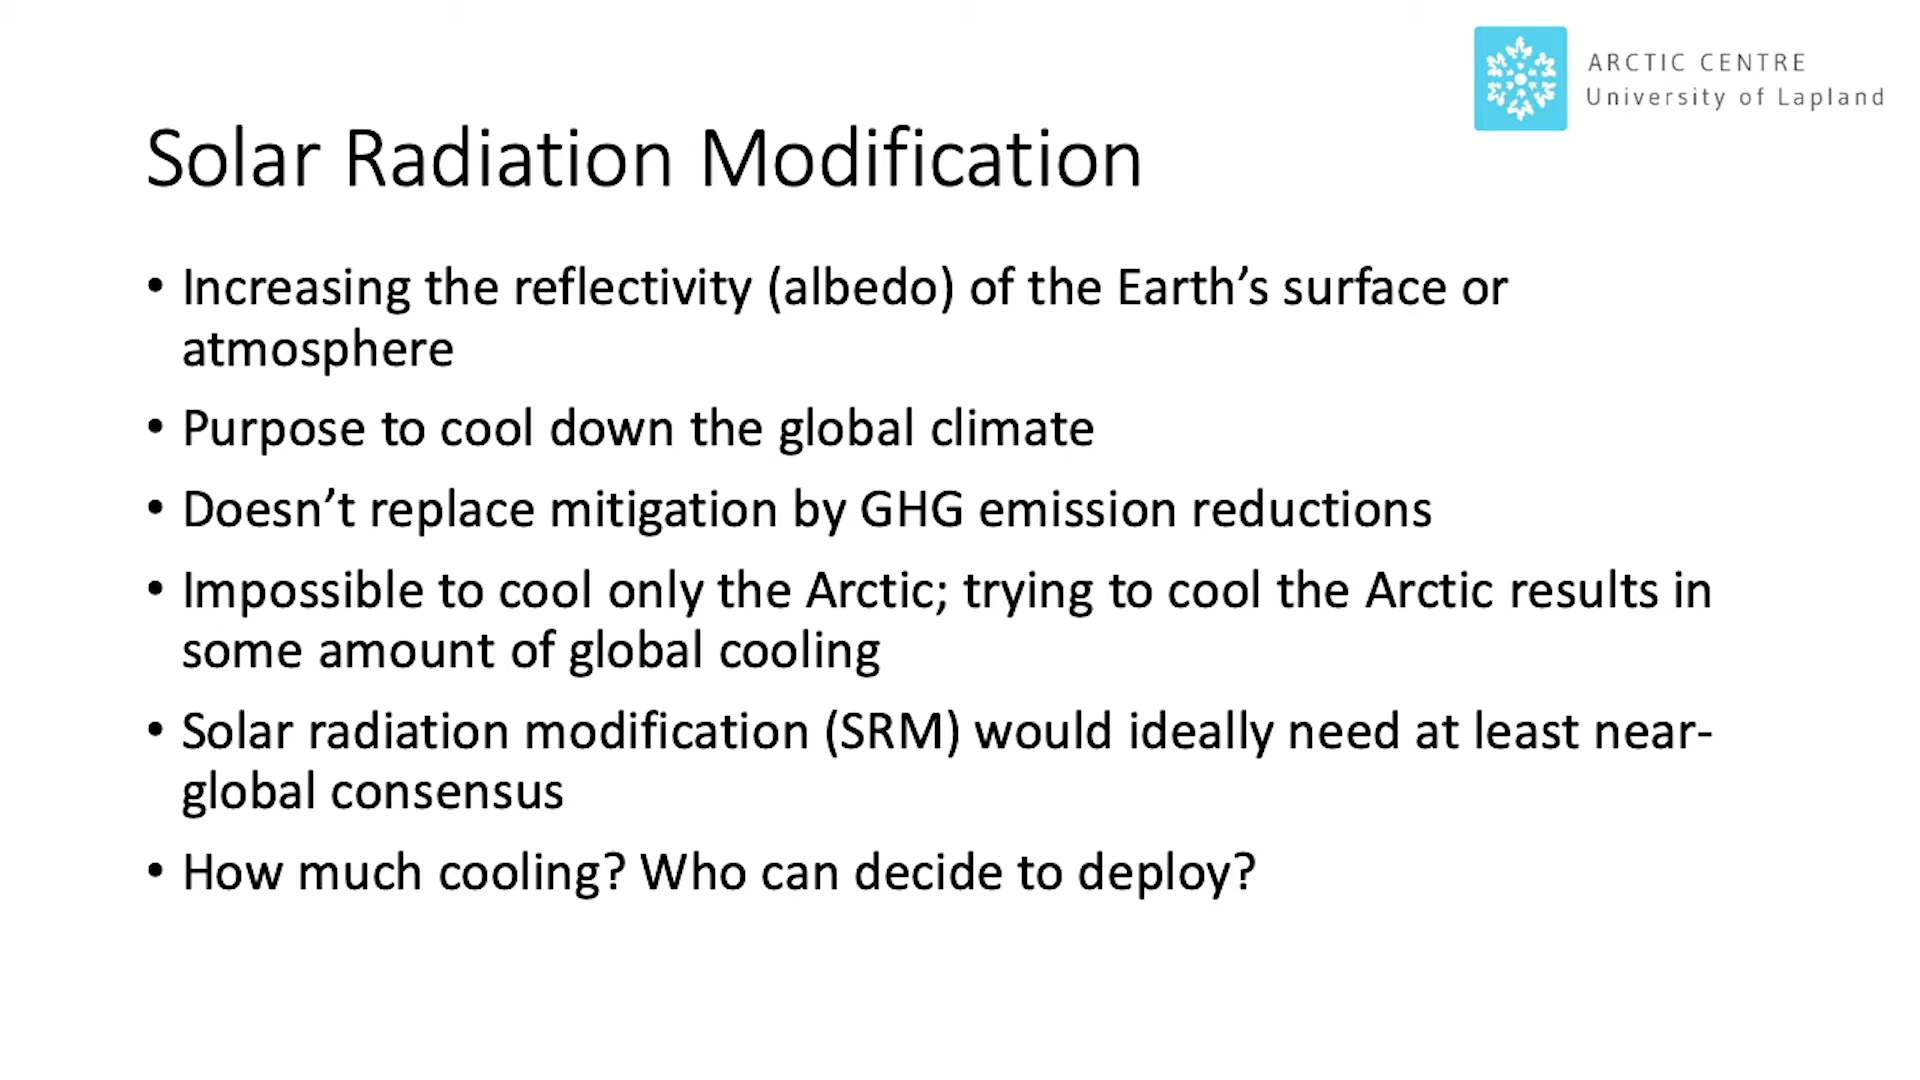 ARCTIC CENTRE
University of Lapland
Solar Radiation Modification
• Increasing the reflectivity (albedo) of the Earth’s surface or
atmosphere
• Purpose to cool down the global climate
• Doesn’t replace mitigation by GHG emission reductions
• Impossible to cool only the Arctic; trying to cool the Arctic results in
some amount of global cooling
• Solar radiation modification (SRM) would ideally need at least near-
global consensus
• How much cooling? Who can decide to deploy?